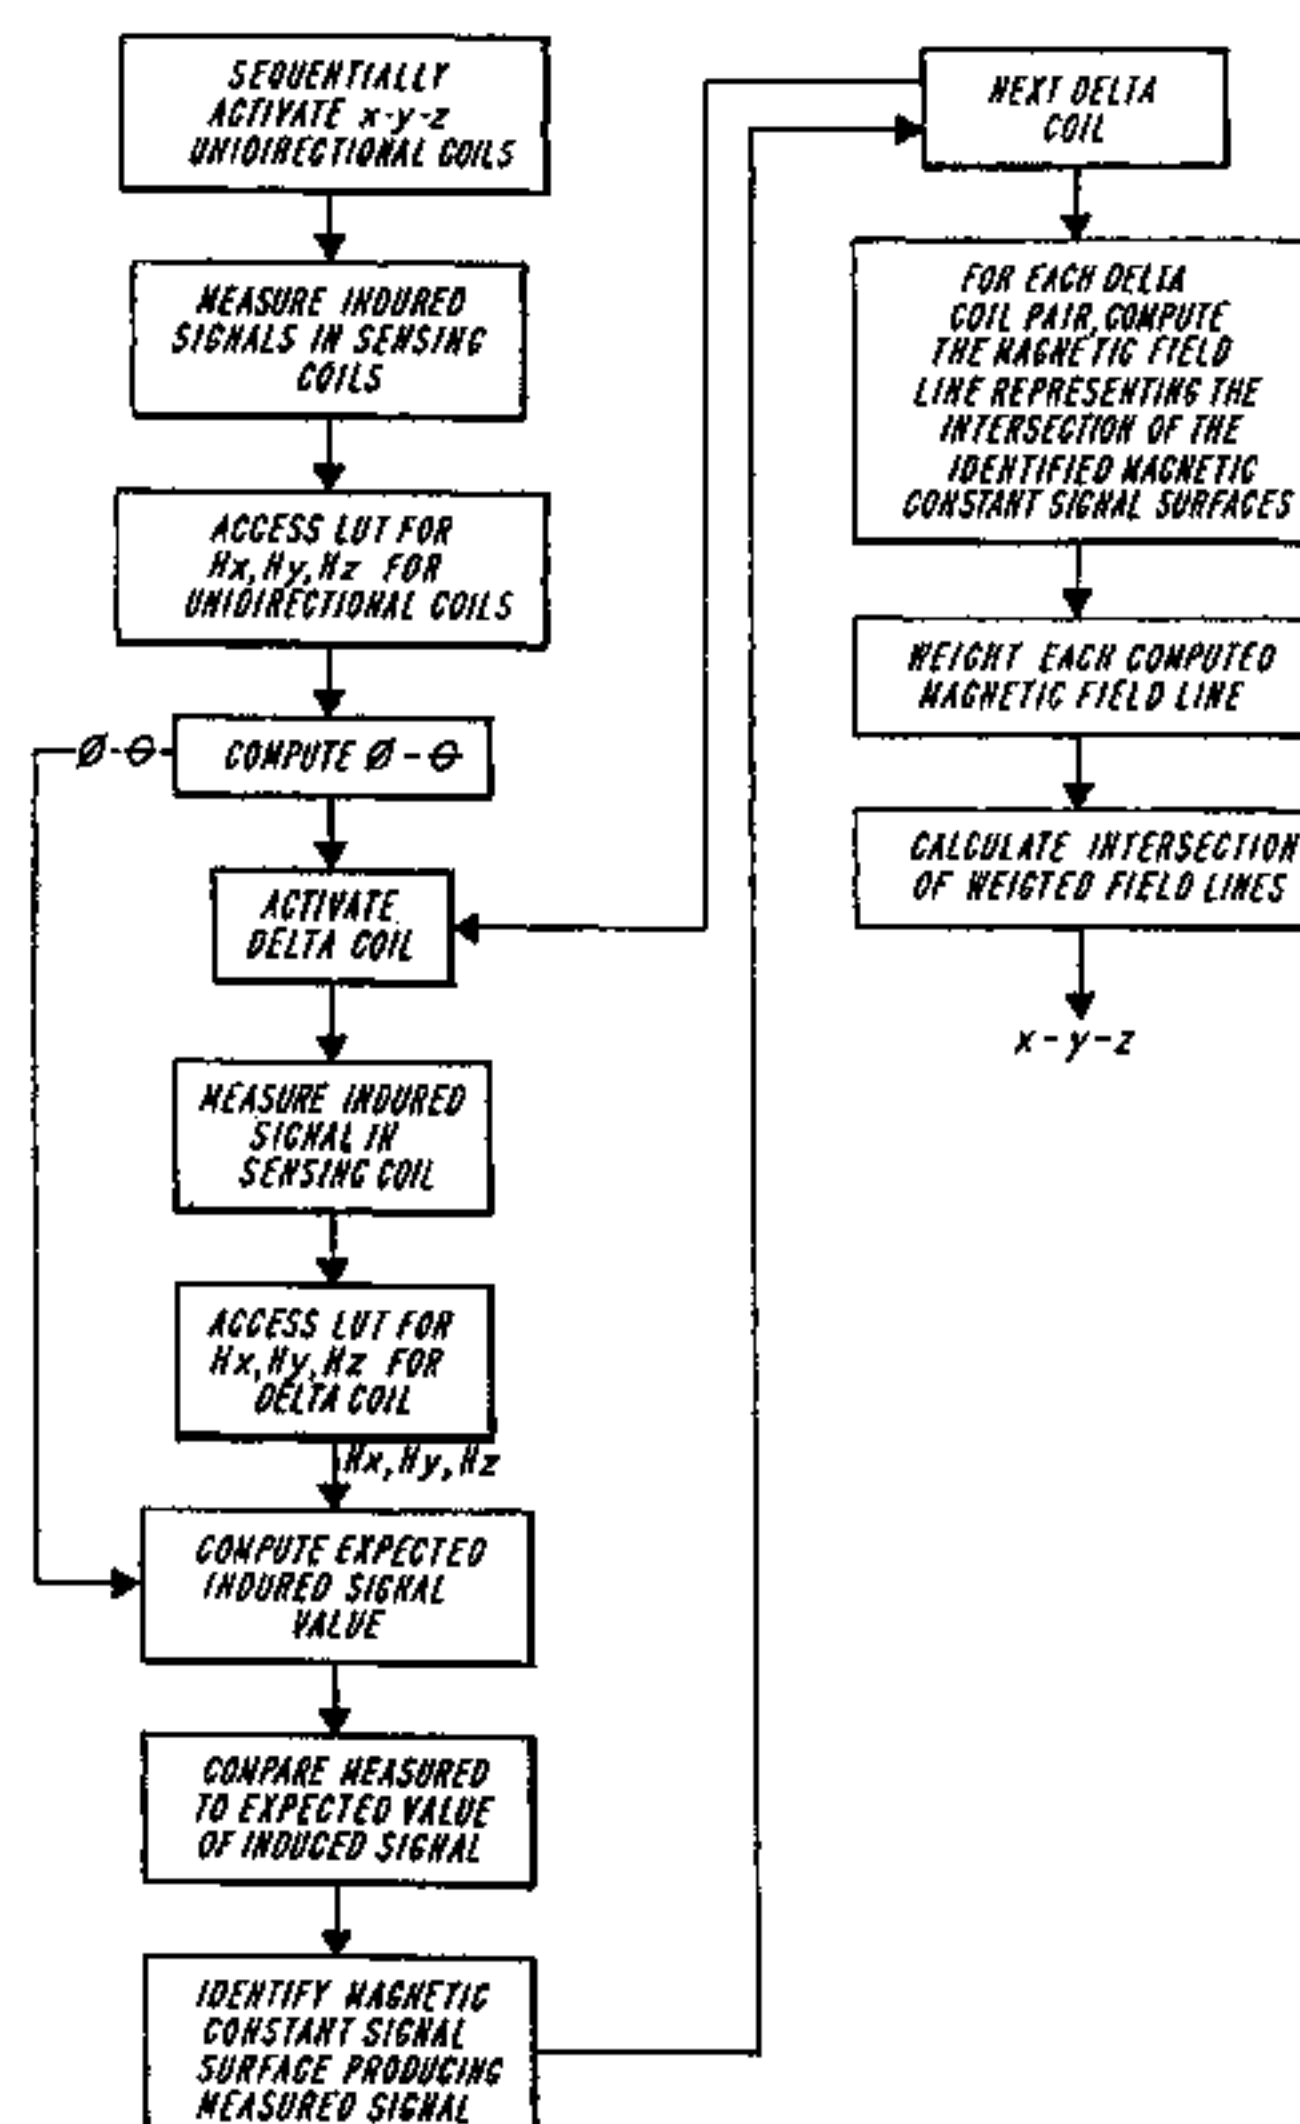 SEQUENTIALLY
ACTIVATE x-y-z
UNIDIRECTIONAL COILS
MEASURE INDURED
SIGNALS IN SENSING
COILS
ACCESS LUT FOR
Hx, Hy, Hz FOR
UNIDIRECTIONAL COILS
Ø-Θ
COMPUTE Ø-Θ
ACTIVATE
DELTA COIL
MEASURE INDURED
SIGNAL IN
SENSING COIL
ACCESS LUT FOR
Hx, Hy, Hz FOR
DELTA COIL
Hx, Hy, Hz
COMPUTE EXPECTED
INDURED SIGNAL
VALUE
COMPARE MEASURED
TO EXPECTED VALUE
OF INDUCED SIGNAL
IDENTIFY MAGNETIC
CONSTANT SIGNAL
SURFACE PRODUCING
MEASURED SIGNAL
NEXT DELTA
COIL
FOR EACH DELTA
COIL PAIR, COMPUTE
THE MAGNETIC FIELD
LINE REPRESENTING THE
INTERSECTION OF THE
IDENTIFIED MAGNETIC
CONSTANT SIGNAL SURFACES
WEIGHT EACH COMPUTED
MAGNETIC FIELD LINE
CALCULATE INTERSECTION
OF WEIGTED FIELD LINES
x-y-z